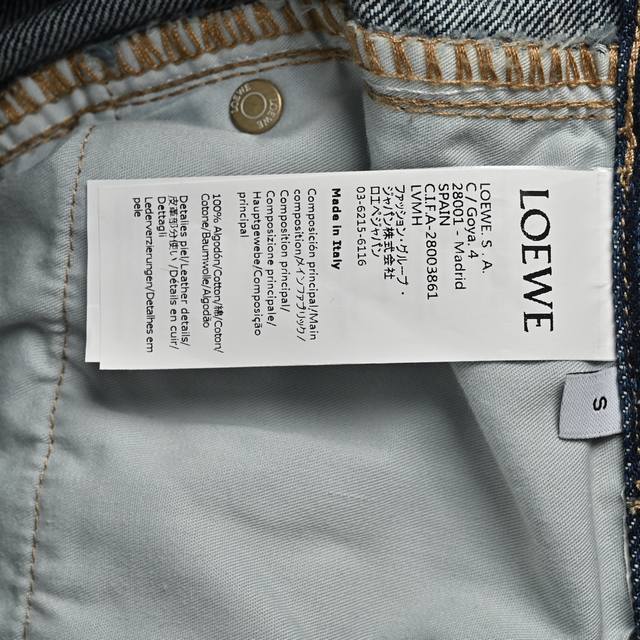 LOEWE
LOEWE. S . A.
C / Goya, 4
28001 - Madrid
SPAIN
C.I.F.A-28003861
LVMH
ファッション・グループ・
ジャパン株式会社
ロエベジャパン
03-6215-6116
Made in Italy
Composición principal/Main
composition/メインファブリック/
Composition principal/
Composizione principale/
Hauptgewebe/Composição
principal
100% Algodón/Cotton/綿/Coton/
Cotone/Baumwolle/Algodão
Detalles piel/Leather details/
皮革部分使い/Détails en cuir/
Dettagli
Lederverzierungen/Detalhes em
pele
S
LOEWE
LOEWE